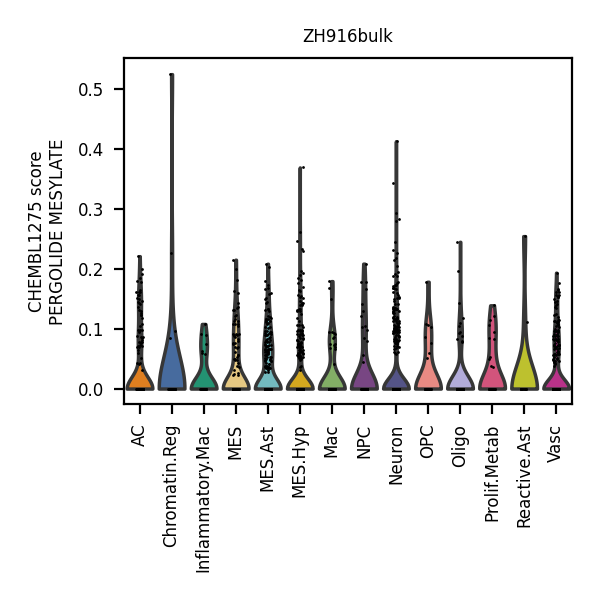 ZH916bulk
CHEMBL1275 score
PERGOLIDE MESYLATE
0.5
0.4
0.3
0.2
0.1
0.0
AC
Chromatin.Reg
Inflammatory.Mac
MES
MES.Ast
MES.Hyp
Mac
NPC
Neuron
OPC
Oligo
Prolif.Metab
Reactive.Ast
Vasc